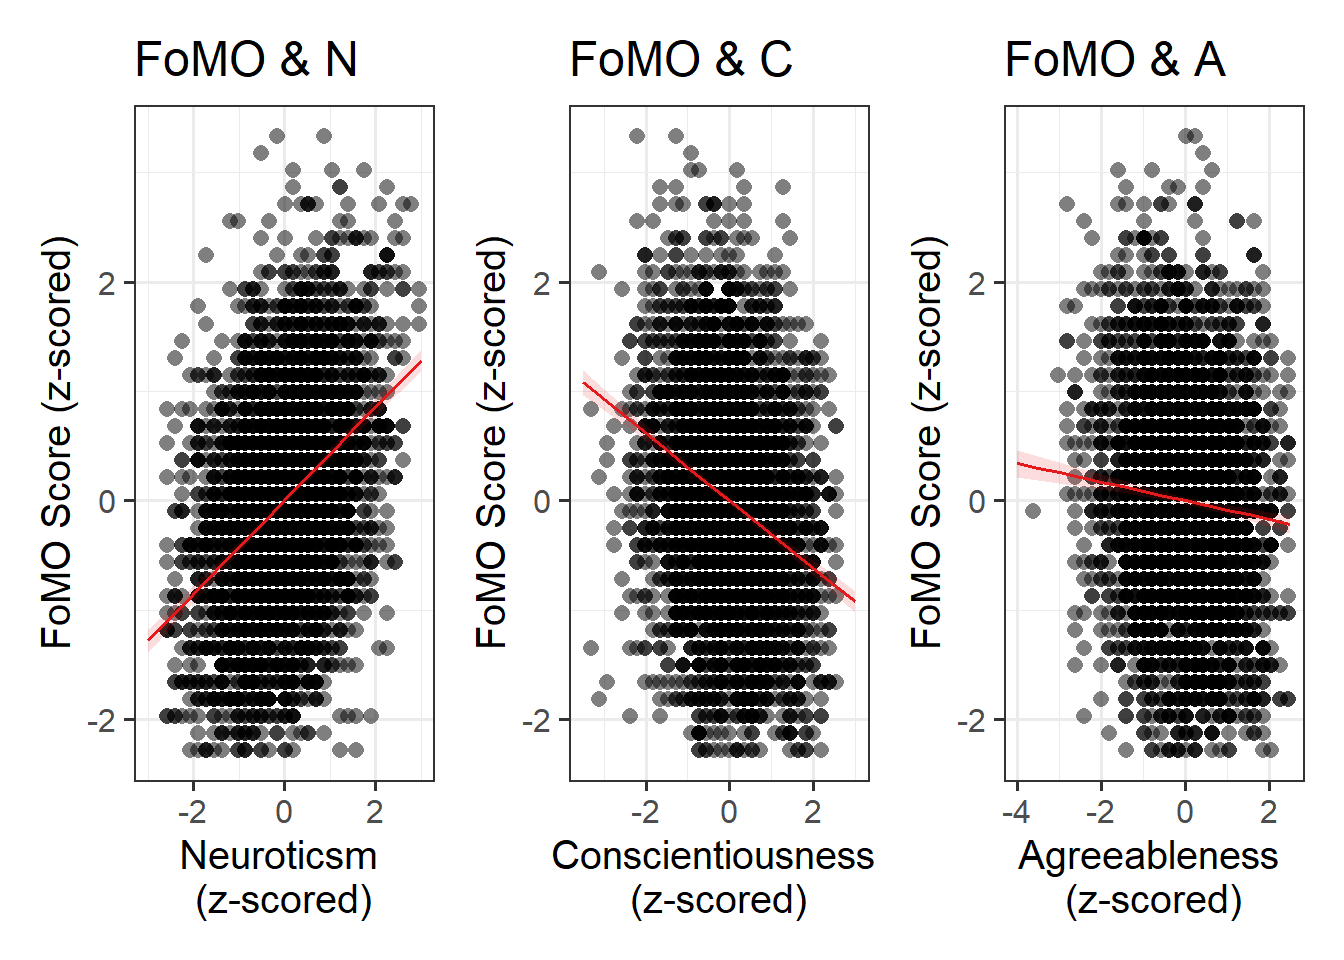 FoMO & N
FoMO Score (z-scored)
2
0
-2
-2 0 2
Neuroticsm
(z-scored)
FoMO & C
FoMO Score (z-scored)
2
0
-2
-2 0 2
Conscientiousness
(z-scored)
FoMO & A
FoMO Score (z-scored)
2
0
-2
-4 -2 0 2
Agreeableness
(z-scored)